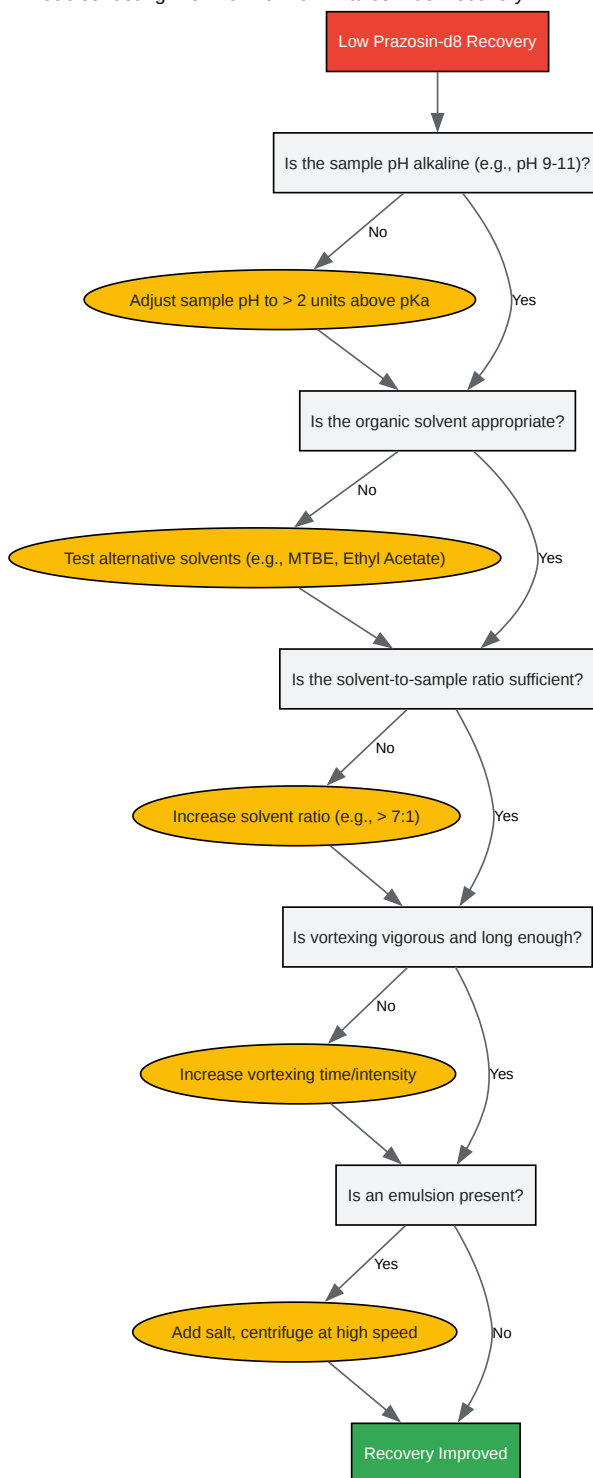 Low Prazosin-d8 Recovery
Is the sample pH alkaline (e.g., pH 9-11)?
No
Yes
Adjust sample pH to > 2 units above pKa
Is the organic solvent appropriate?
No
Yes
Test alternative solvents (e.g., MTBE, Ethyl Acetate)
Is the solvent-to-sample ratio sufficient?
No
Yes
Increase solvent ratio (e.g., > 7:1)
Is vortexing vigorous and long enough?
No
Yes
Increase vortexing time/intensity
Is an emulsion present?
Yes
No
Add salt, centrifuge at high speed
Recovery Improved